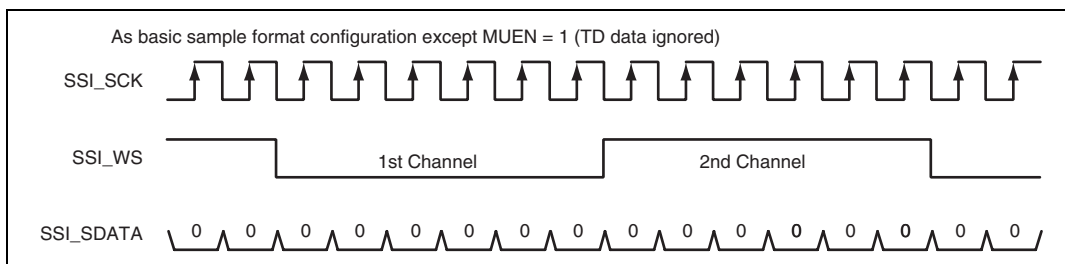 As basic sample format configuration except MUEN = 1 (TD data ignored)
SSI_SCK
SSI_WS 1st Channel 2nd Channel
SSI_SDATA 0 0 0 0 0 0 0 0 0 0 0 0 0 0 0 0